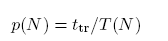 p(N) = t_tr/T(N)